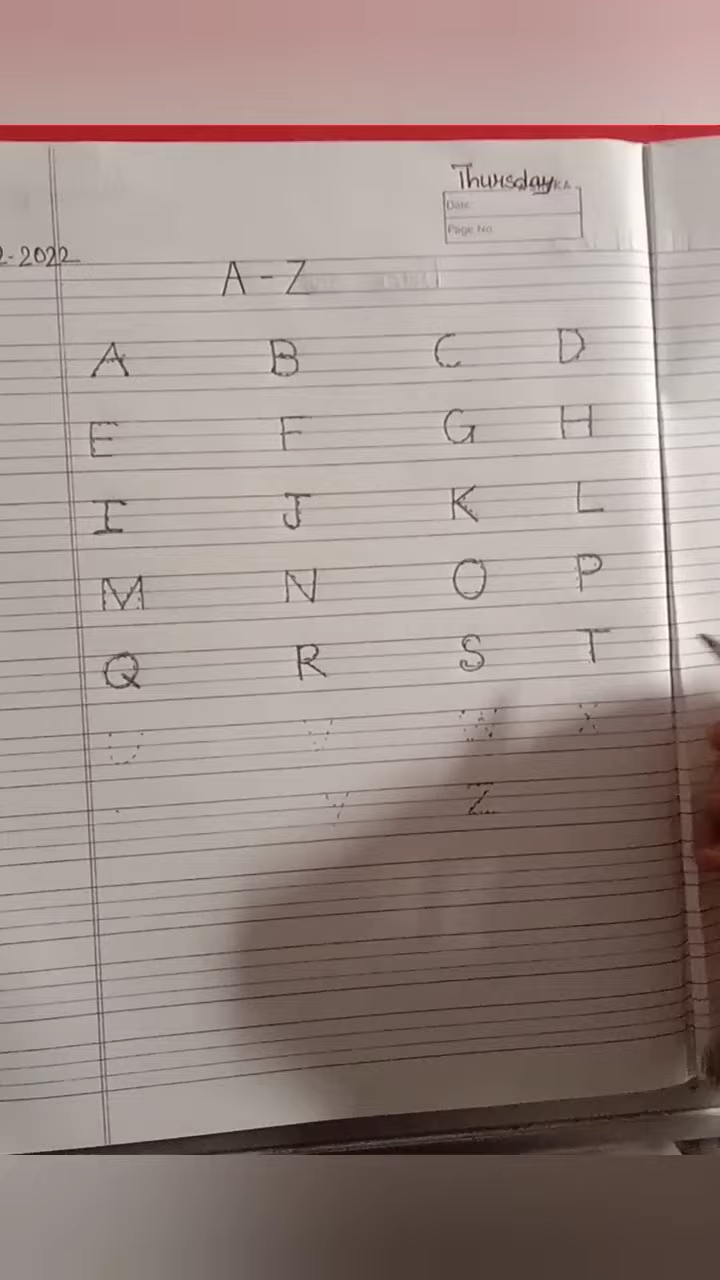 Thursday
Date:
Page No.
2-2022
A - Z
A B C D
E F G H
I J K L
M N O P
Q R S T
U V W X
Y Z